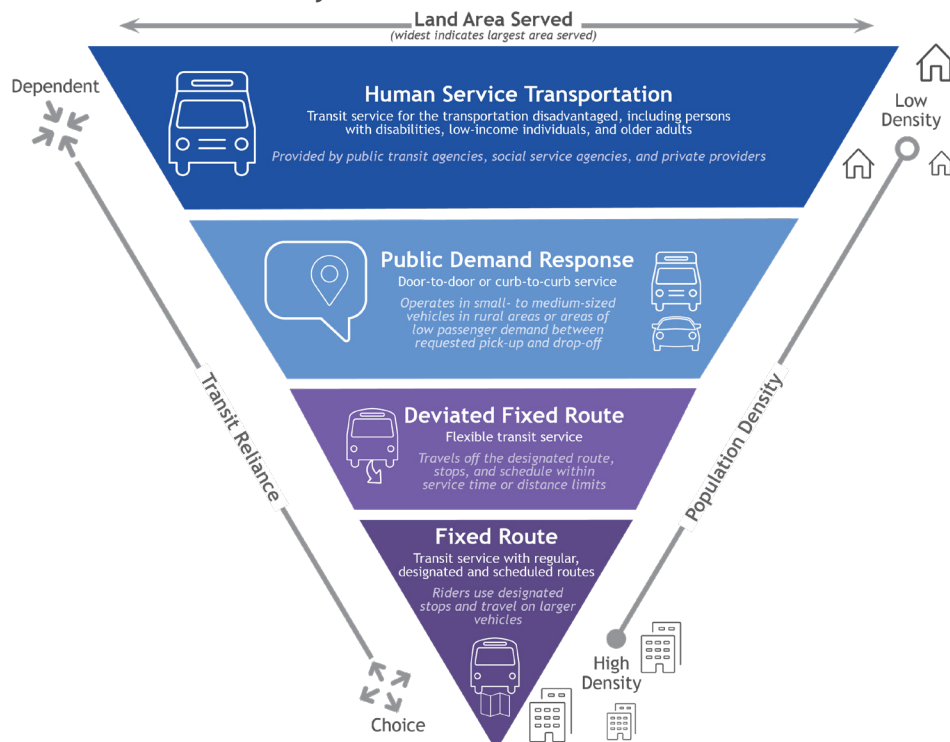 Land Area Served
(widest indicates largest area served)
Dependent
Low
Density
Human Service Transportation
Transit service for the transportation disadvantaged, including persons
with disabilities, low-income individuals, and older adults
Provided by public transit agencies, social service agencies, and private providers
Public Demand Response
Door-to-door or curb-to-curb service
Operates in small- to medium-sized
vehicles in rural areas or areas of
low passenger demand between
requested pick-up and drop-off
Transit Reliance
Population Density
Deviated Fixed Route
Flexible transit service
Travels off the designated route,
stops, and schedule within
service time or distance limits
Fixed Route
Transit service with regular,
designated and scheduled routes
Riders use designated
stops and travel on larger
vehicles
High
Density
Choice